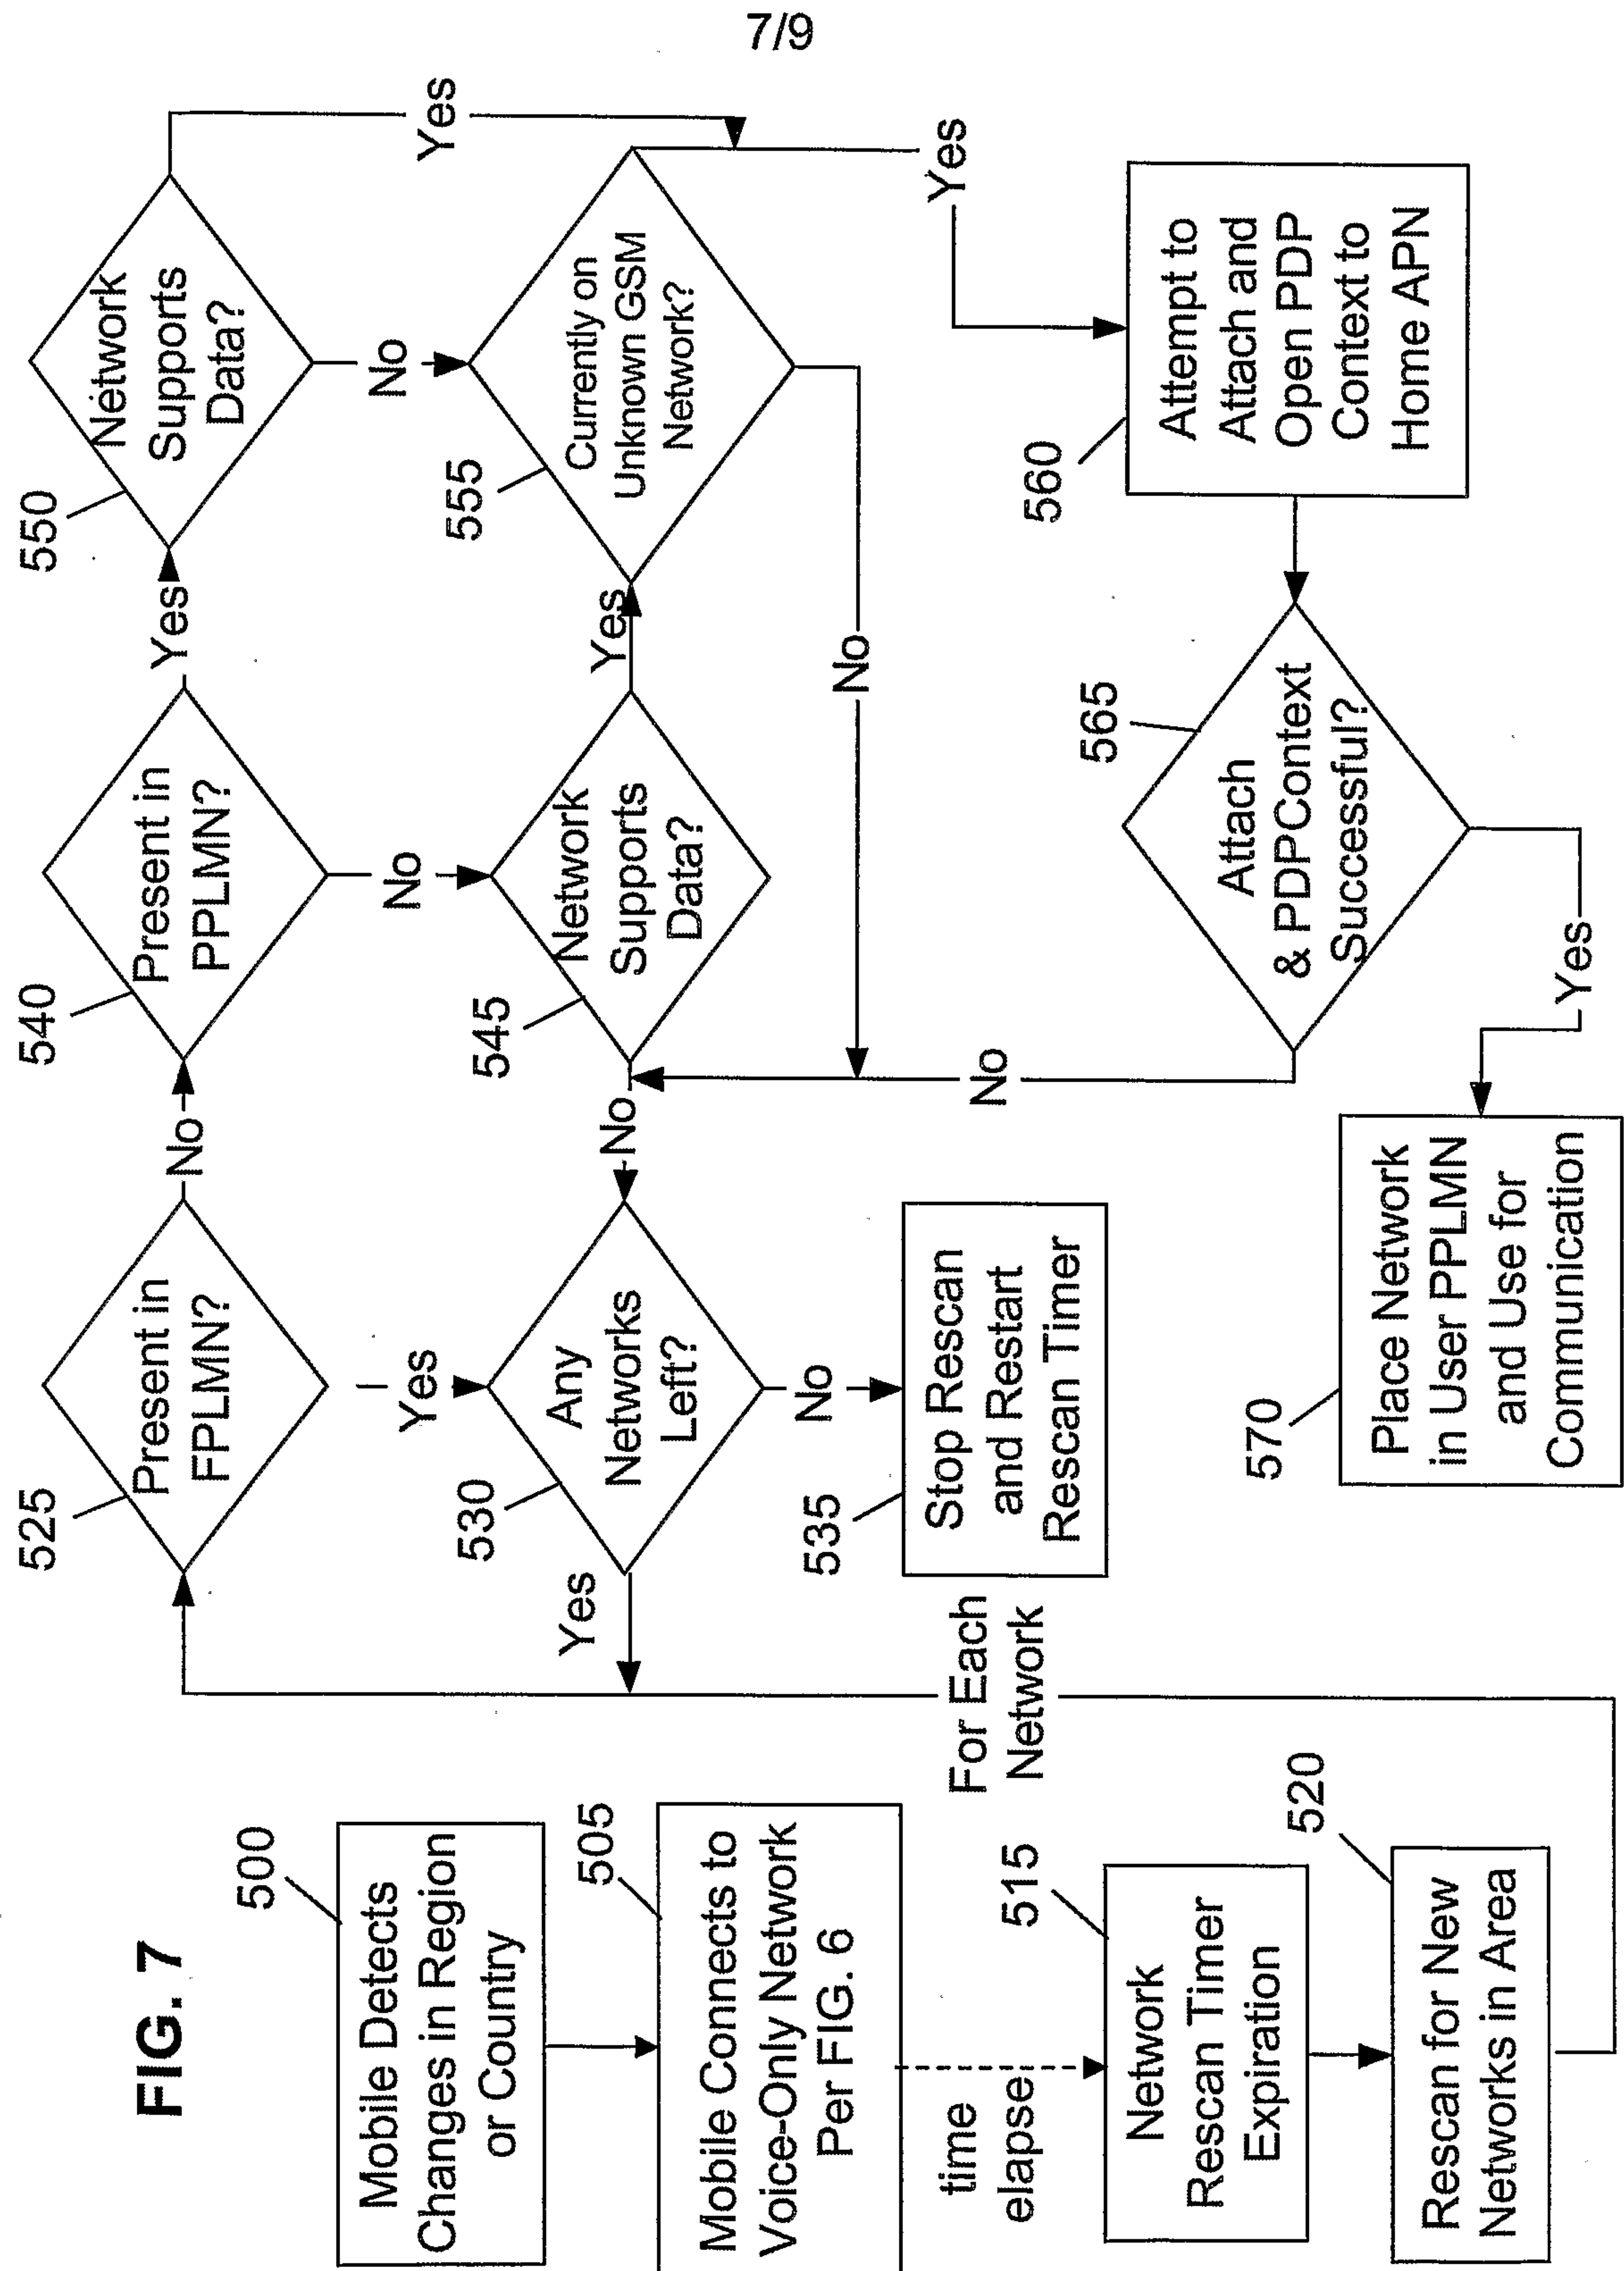 7/9
FIG. 7
500
Mobile Detects
Changes in Region
or Country
505
Mobile Connects to
Voice-Only Network
Per FIG. 6
time
elapse
515
Network
Rescan Timer
Expiration
520
Rescan for New
Networks in Area
For Each
Network
525
Present in
FPLMN?
No
Yes
530
Any
Networks
Left?
Yes
No
535
Stop Rescan
and Restart
Rescan Timer
540
Present in
PPLMN?
Yes
No
545
Network
Supports
Data?
Yes
No
550
Network
Supports
Data?
Yes
No
555
Currently on
Unknown GSM
Network?
Yes
No
560
Attempt to
Attach and
Open PDP
Context to
Home APN
565
Attach
& PDPContext
Successful?
No
Yes
570
Place Network
in User PPLMN
and Use for
Communication